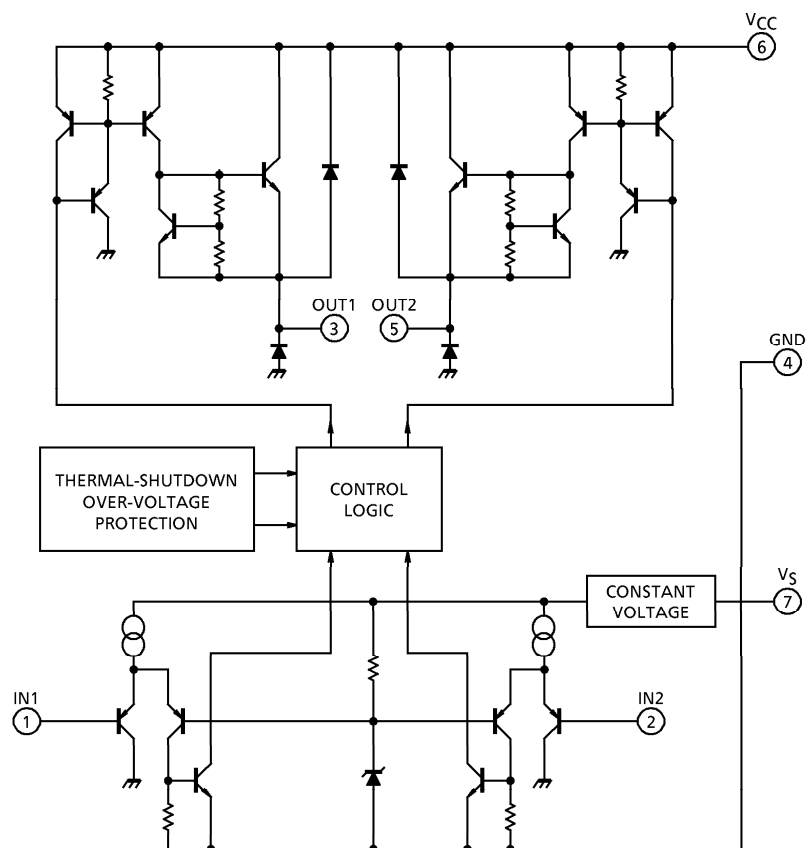 VCC
6
OUT1
OUT2
3
5
GND
4
THERMAL-SHUTDOWN
OVER-VOLTAGE
PROTECTION
CONTROL
LOGIC
CONSTANT
VOLTAGE
VS
7
IN1
1
IN2
2